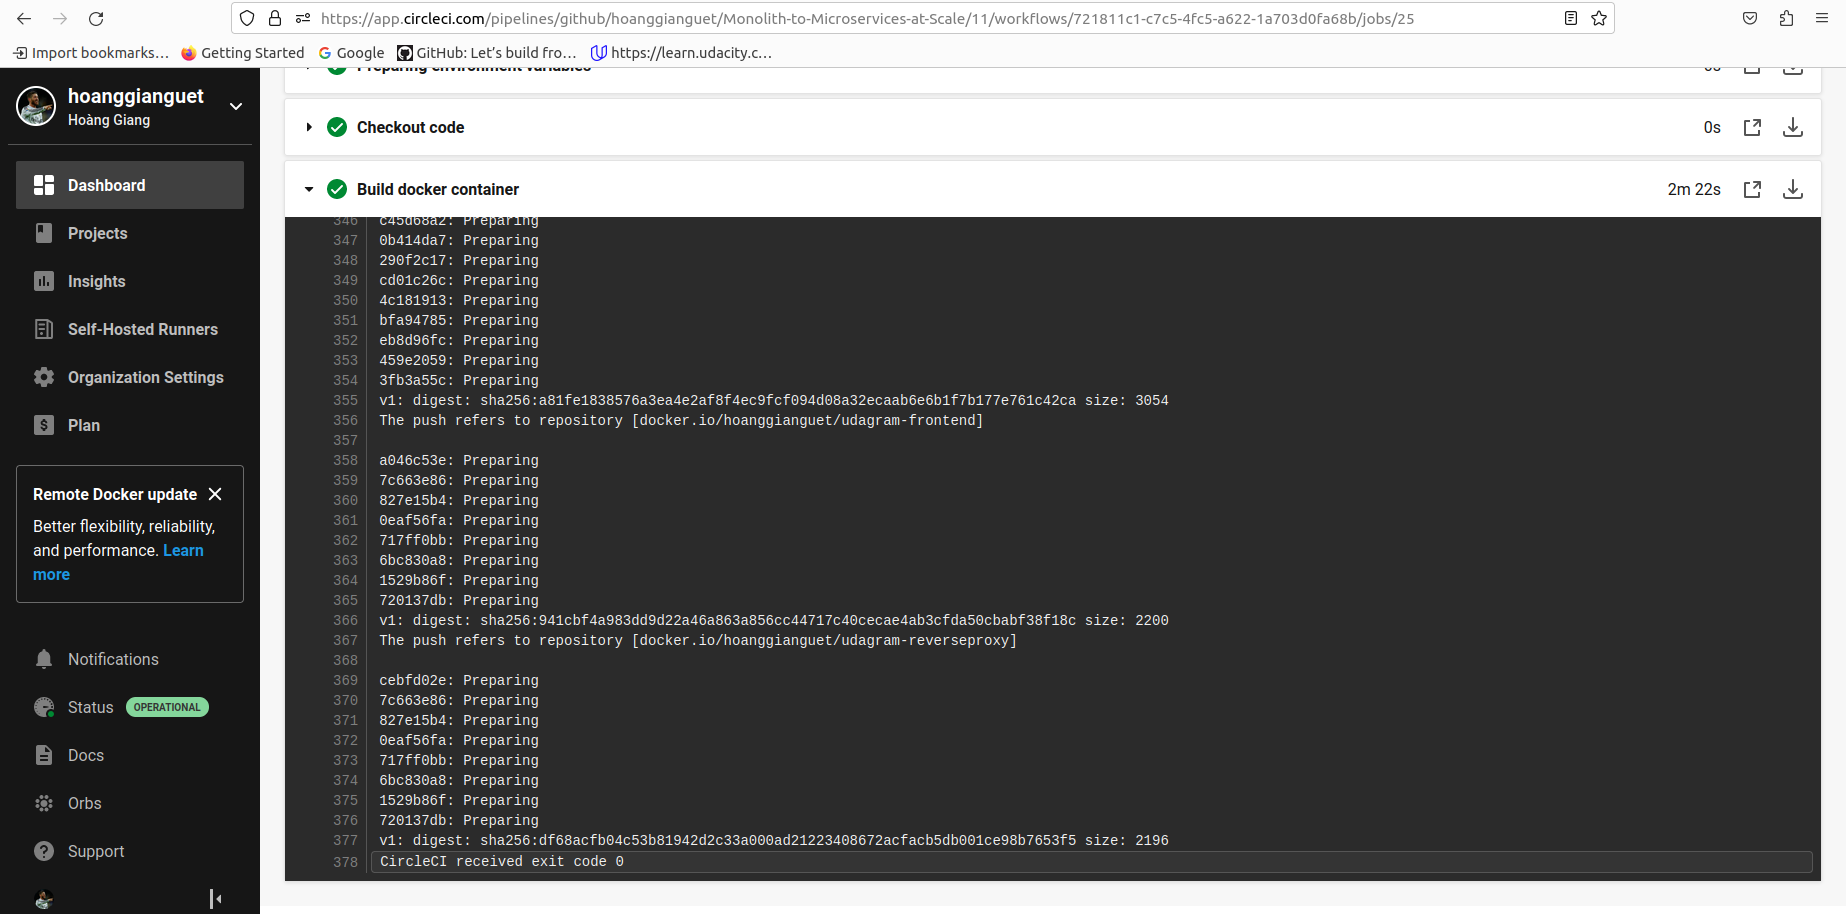 https://app.circleci.com/pipelines/github/hoanggianguet/Monolith-to-Microservices-at-Scale/11/workflows/721811c1-c7c5-4fc5-a622-1a703d0fa68b/jobs/25
Import bookmarks… Getting Started Google GitHub: Let's build fro… https://learn.udacity.c…
hoanggianguet
Hoàng Giang
Dashboard
Projects
Insights
Self-Hosted Runners
Organization Settings
Plan
Remote Docker update
Better flexibility, reliability,
and performance. Learn
more
Notifications
Status OPERATIONAL
Docs
Orbs
Support
Preparing environment variables 0s
Checkout code 0s
Build docker container 2m 22s
346 c45d68a2: Preparing
347 0b414da7: Preparing
348 290f2c17: Preparing
349 cd01c26c: Preparing
350 4c181913: Preparing
351 bfa94785: Preparing
352 eb8d96fc: Preparing
353 459e2059: Preparing
354 3fb3a55c: Preparing
355 v1: digest: sha256:a81fe1838576a3ea4e2af8f4ec9fcf094d08a32ecaab6e6b1f7b177e761c42ca size: 3054
356 The push refers to repository [docker.io/hoanggianguet/udagram-frontend]
357
358 a046c53e: Preparing
359 7c663e86: Preparing
360 827e15b4: Preparing
361 0eaf56fa: Preparing
362 717ff0bb: Preparing
363 6bc830a8: Preparing
364 1529b86f: Preparing
365 720137db: Preparing
366 v1: digest: sha256:941cbf4a983dd9d22a46a863a856cc44717c40cecae4ab3cfda50cbabf38f18c size: 2200
367 The push refers to repository [docker.io/hoanggianguet/udagram-reverseproxy]
368
369 cebfd02e: Preparing
370 7c663e86: Preparing
371 827e15b4: Preparing
372 0eaf56fa: Preparing
373 717ff0bb: Preparing
374 6bc830a8: Preparing
375 1529b86f: Preparing
376 720137db: Preparing
377 v1: digest: sha256:df68acfb04c53b81942d2c33a000ad21223408672acfacb5db001ce98b7653f5 size: 2196
378 CircleCI received exit code 0